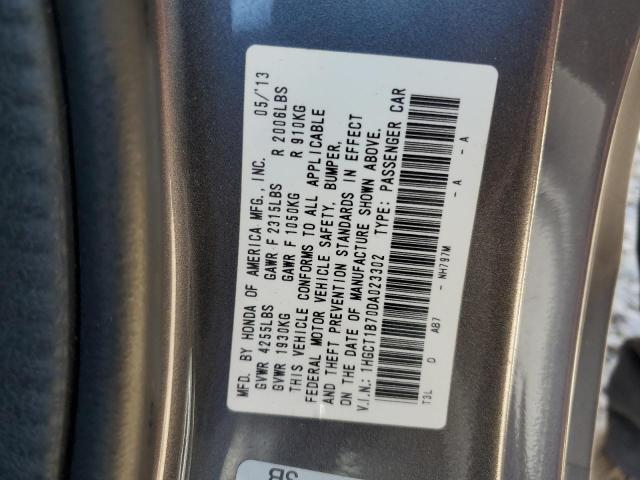 MFD. BY HONDA OF AMERICA MFG., INC. 05/'13
GVWR 4255LBS GAWR F 2315LBS R 2006LBS
GVWR 1930KG GAWR F 1050KG R 910KG
THIS VEHICLE CONFORMS TO ALL APPLICABLE
FEDERAL MOTOR VEHICLE SAFETY, BUMPER,
AND THEFT PREVENTION STANDARDS IN EFFECT
ON THE DATE OF MANUFACTURE SHOWN ABOVE.
V.I.N.: 1HGCT1B70DA023302 TYPE: PASSENGER CAR
T3L D AB7 - NH797M - A - A